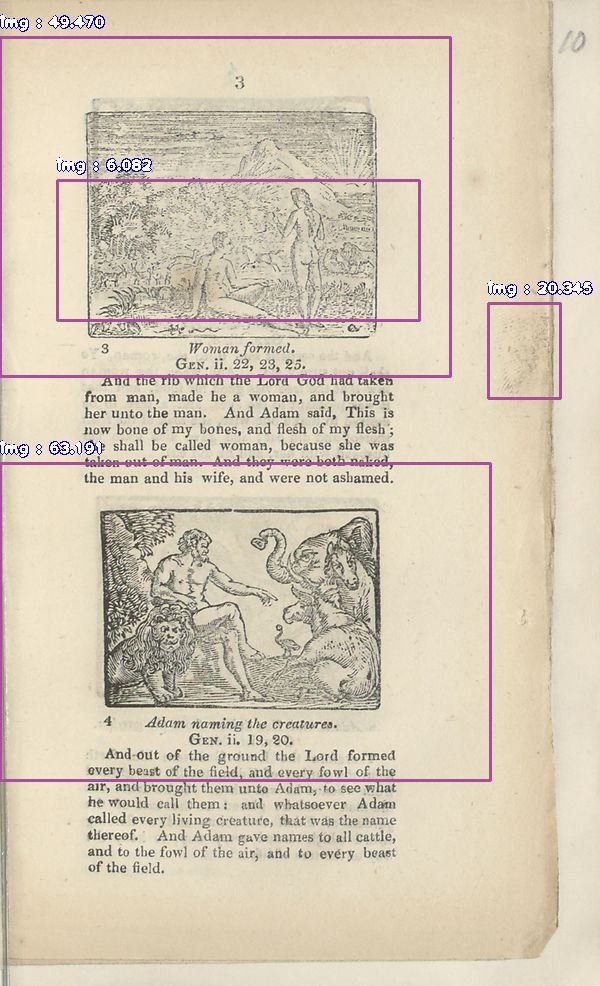 img : 49.470
10
3
img : 6.082
img : 20.345
3 Woman formed.
GEN. ii. 22, 23, 25.
And the rib which the Lord God had taken
from man, made he a woman, and brought
her unto the man. And Adam said, This is
now bone of my bones, and flesh of my flesh;
shall be called woman, because she was
img : 63.191
taken out of man. And they were both naked,
the man and his wife, and were not ashamed.
4 Adam naming the creatures.
GEN. ii. 19, 20.
And out of the ground the Lord formed
every beast of the field, and every fowl of the
air, and brought them unto Adam, to see what
he would call them: and whatsoever Adam
called every living creature, that was the name
thereof. And Adam gave names to all cattle,
and to the fowl of the air, and to every beast
of the field.